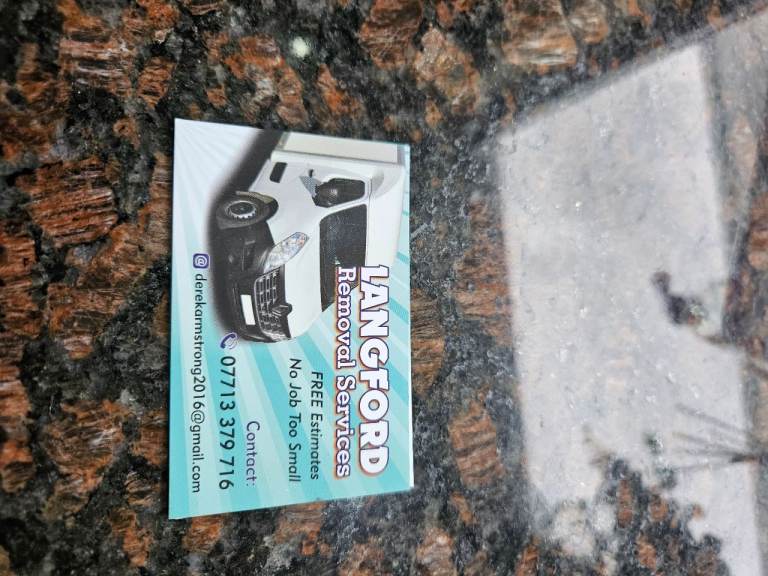 LANGFORD
Removal Services
FREE Estimates
No Job Too Small
Contact:
07713 379 716
@ derekarmstrong2016@gmail.com